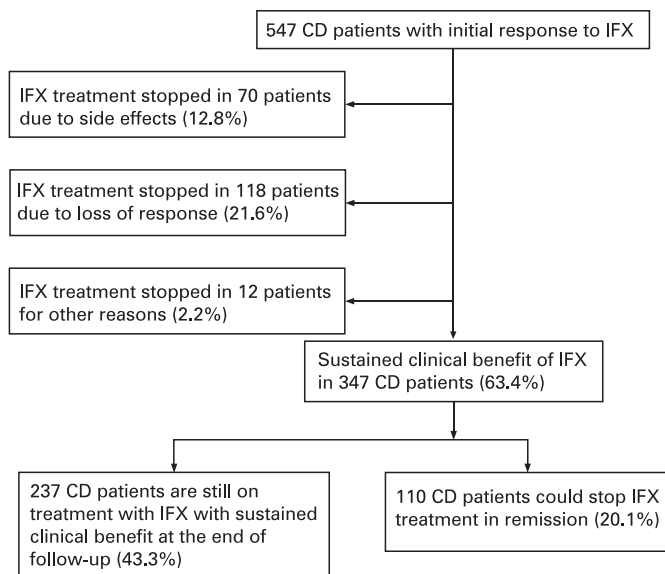 547 CD patients with initial response to IFX
IFX treatment stopped in 70 patients
due to side effects (12.8%)
IFX treatment stopped in 118 patients
due to loss of response (21.6%)
IFX treatment stopped in 12 patients
for other reasons (2.2%)
Sustained clinical benefit of IFX
in 347 CD patients (63.4%)
237 CD patients are still on
treatment with IFX with sustained
clinical benefit at the end of
follow-up (43.3%)
110 CD patients could stop IFX
treatment in remission (20.1%)